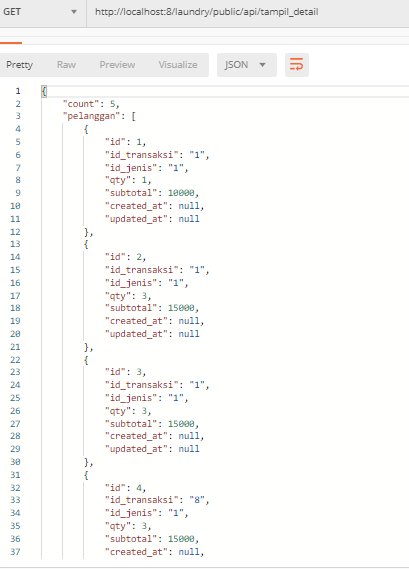 GET http://localhost:8/laundry/public/api/tampil_detail
Pretty Raw Preview Visualize JSON
1 {
2 "count": 5,
3 "pelanggan": [
4 {
5 "id": 1,
6 "id_transaksi": "1",
7 "id_jenis": "1",
8 "qty": 1,
9 "subtotal": 10000,
10 "created_at": null,
11 "updated_at": null
12 },
13 {
14 "id": 2,
15 "id_transaksi": "1",
16 "id_jenis": "1",
17 "qty": 3,
18 "subtotal": 15000,
19 "created_at": null,
20 "updated_at": null
21 },
22 {
23 "id": 3,
24 "id_transaksi": "1",
25 "id_jenis": "1",
26 "qty": 3,
27 "subtotal": 15000,
28 "created_at": null,
29 "updated_at": null
30 },
31 {
32 "id": 4,
33 "id_transaksi": "8",
34 "id_jenis": "1",
35 "qty": 3,
36 "subtotal": 15000,
37 "created_at": null,